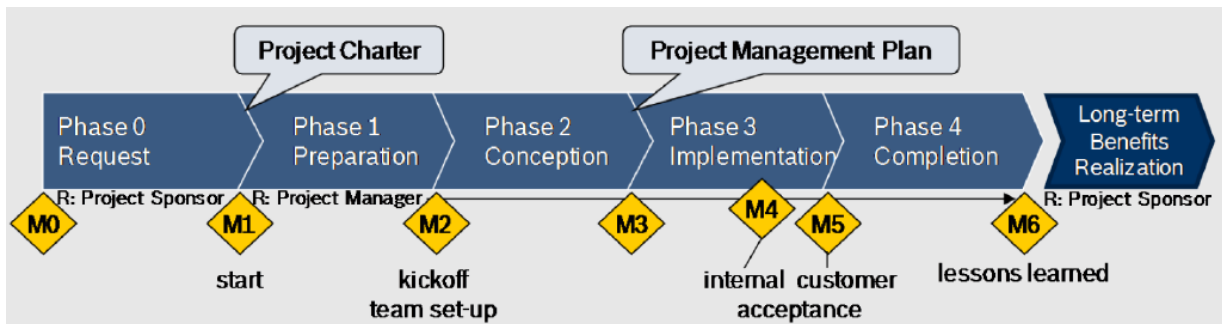 Project Charter
Project Management Plan
Phase 0
Request
Phase 1
Preparation
Phase 2
Conception
Phase 3
Implementation
Phase 4
Completion
Long-term
Benefits
Realization
R: Project Sponsor
R: Project Manager
R: Project Sponsor
M0
M1
M2
M3
M4
M5
M6
start
kickoff
team set-up
internal customer
acceptance
lessons learned